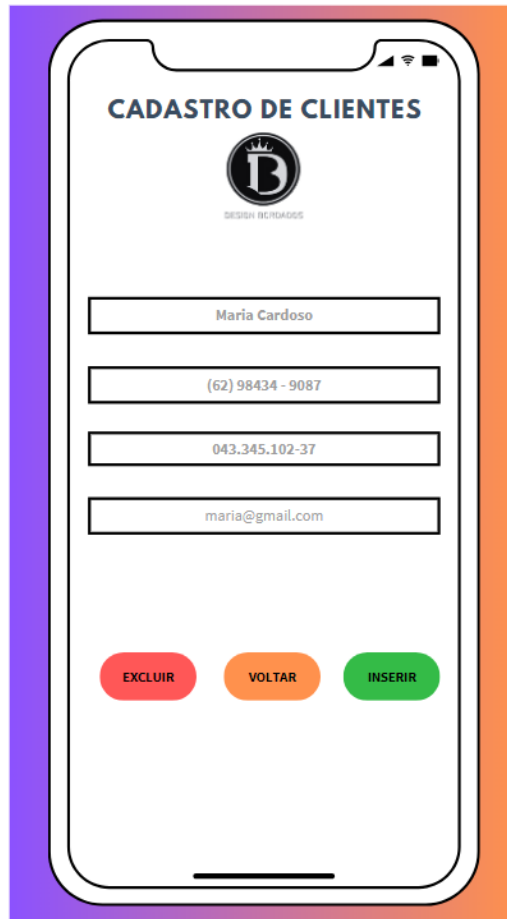 CADASTRO DE CLIENTES
DESIGN BORDADOS
Maria Cardoso
(62) 98434 - 9087
043.345.102-37
maria@gmail.com
EXCLUIR
VOLTAR
INSERIR